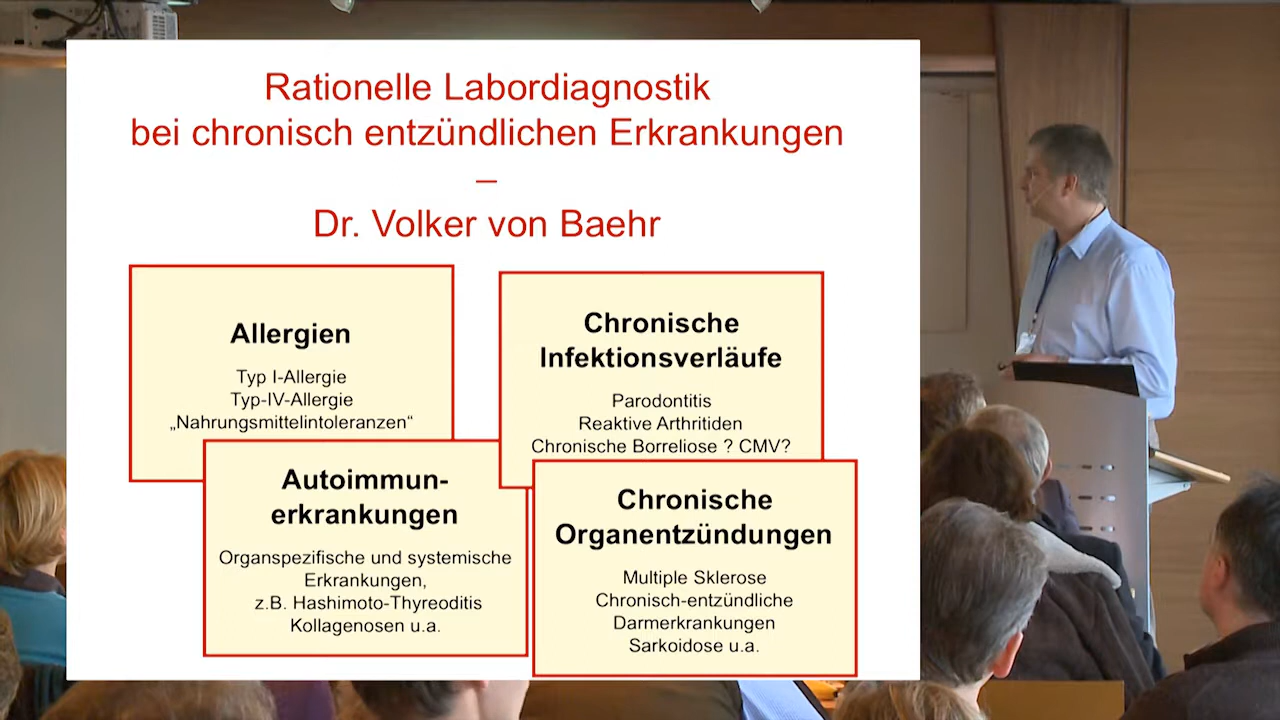 Rationelle Labordiagnostik
bei chronisch entzündlichen Erkrankungen
–
Dr. Volker von Baehr
Allergien
Typ I-Allergie
Typ-IV-Allergie
„Nahrungsmittelintoleranzen“
Chronische
Infektionsverläufe
Parodontitis
Reaktive Arthritiden
Chronische Borreliose ? CMV?
Autoimmun-
erkrankungen
Organspezifische und systemische
Erkrankungen,
z.B. Hashimoto-Thyreoditis
Kollagenosen u.a.
Chronische
Organentzündungen
Multiple Sklerose
Chronisch-entzündliche
Darmerkrankungen
Sarkoidose u.a.